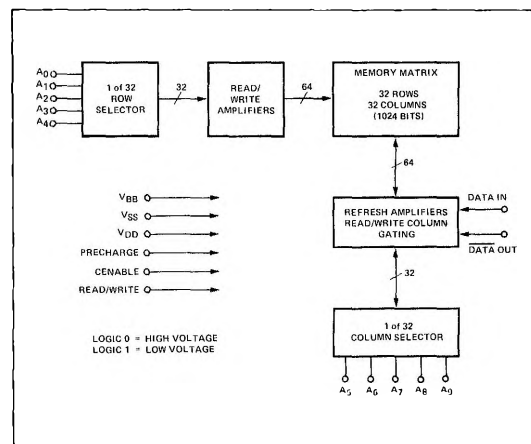 A0
A1
A2
A3
A4
1 of 32
ROW
SELECTOR
32
READ/
WRITE
AMPLIFIERS
64
MEMORY MATRIX
32 ROWS
32 COLUMNS
(1024 BITS)
64
VBB
VSS
VDD
PRECHARGE
CENABLE
READ/WRITE
REFRESH AMPLIFIERS
READ/WRITE COLUMN
GATING
DATA IN
DATA OUT
32
LOGIC 0 = HIGH VOLTAGE
LOGIC 1 = LOW VOLTAGE
1 of 32
COLUMN SELECTOR
A5 A6 A7 A8 A9